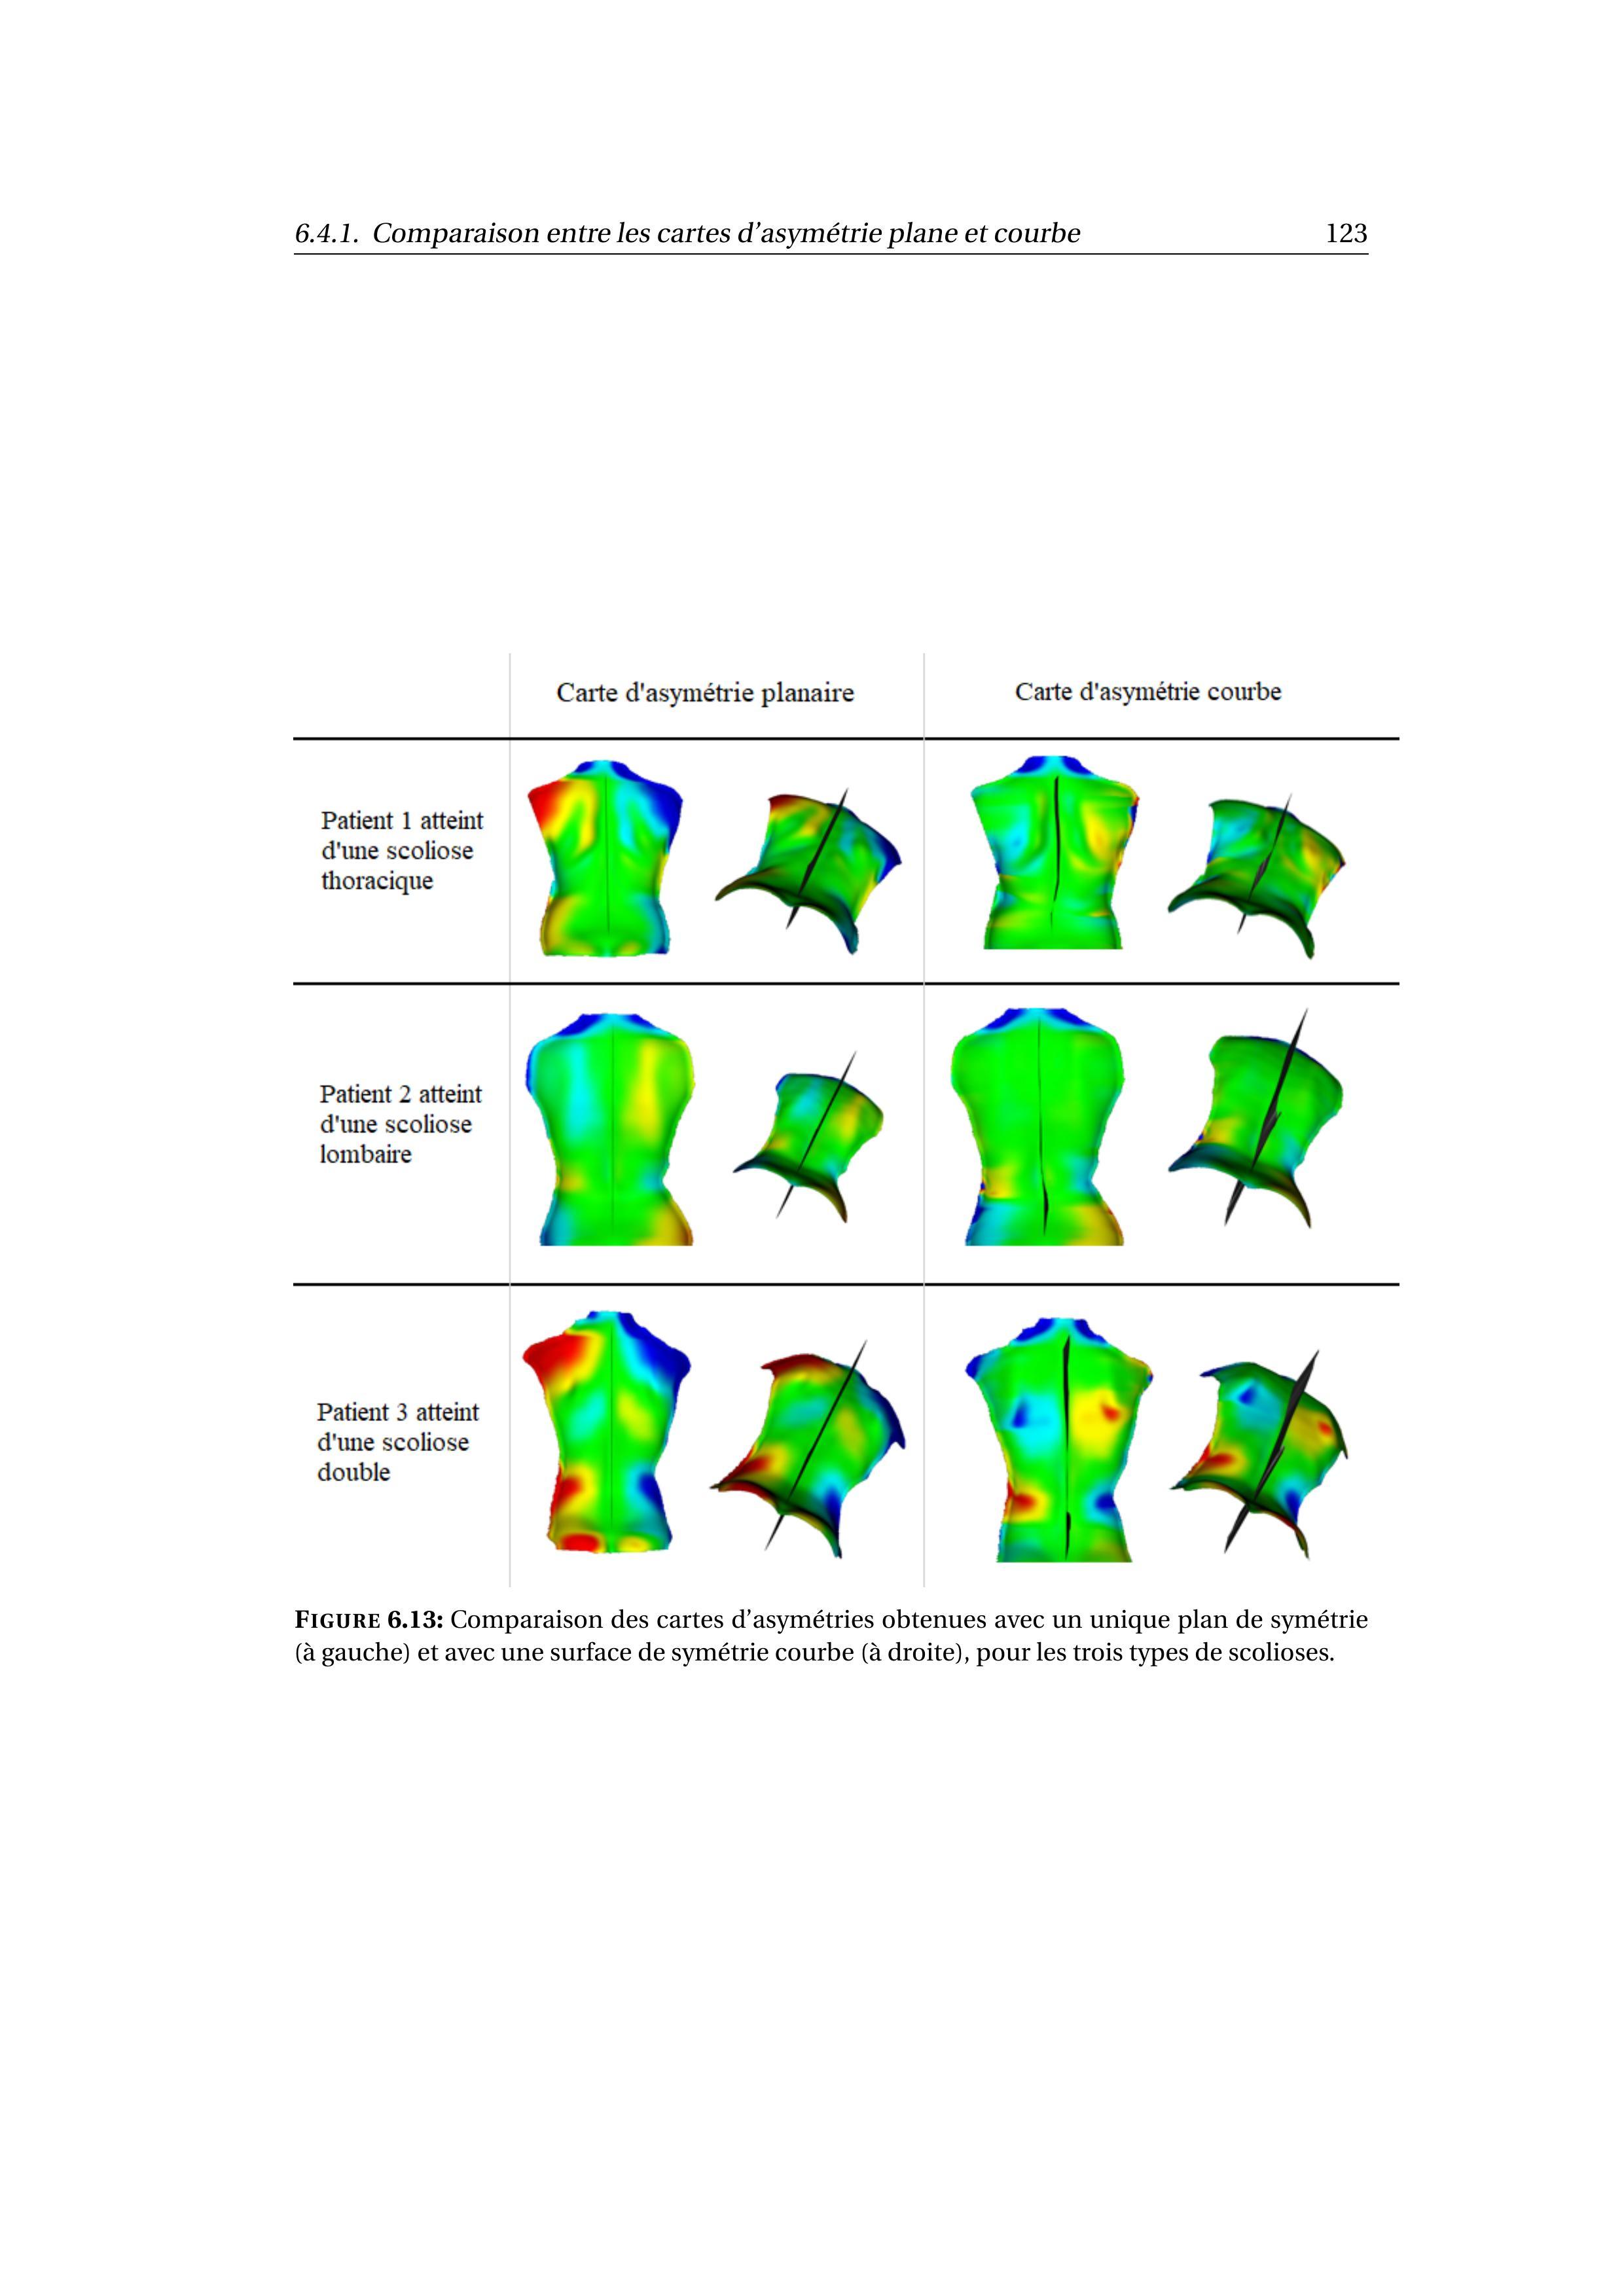 6.4.1. Comparaison entre les cartes d'asymétrie plane et courbe 123
Carte d'asymétrie planaire Carte d'asymétrie courbe
Patient 1 atteint
d'une scoliose
thoracique
Patient 2 atteint
d'une scoliose
lombaire
Patient 3 atteint
d'une scoliose
double
FIGURE 6.13: Comparaison des cartes d'asymétries obtenues avec un unique plan de symétrie
(à gauche) et avec une surface de symétrie courbe (à droite), pour les trois types de scolioses.